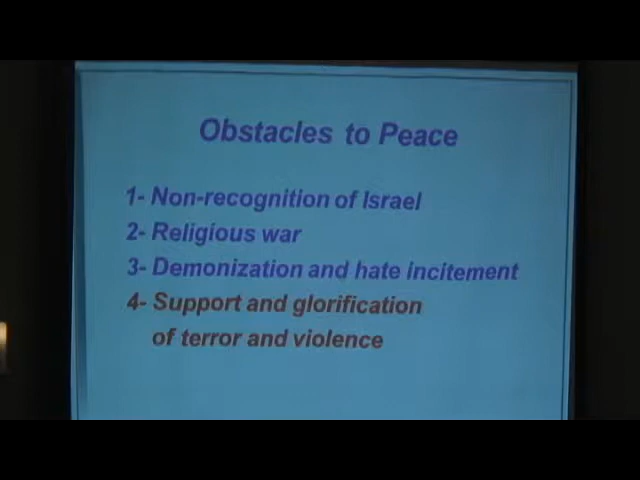 Obstacles to Peace
1- Non-recognition of Israel
2- Religious war
3- Demonization and hate incitement
4- Support and glorification
of terror and violence